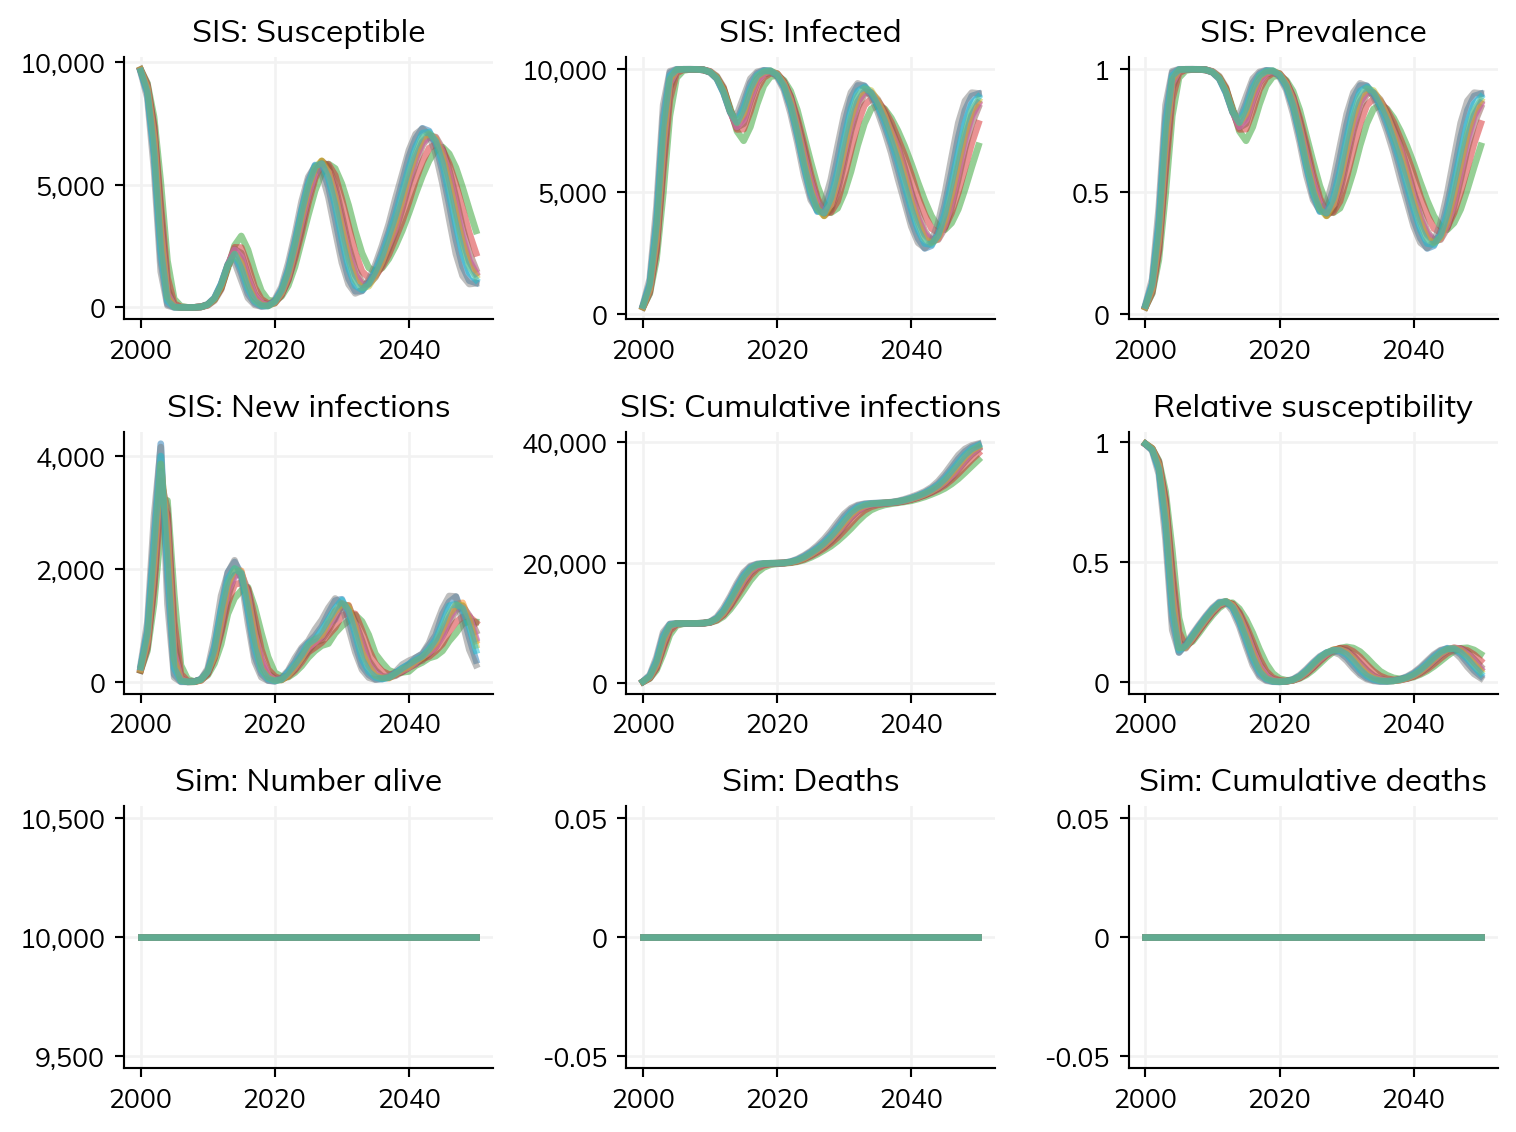 SIS: Susceptible
10,000
5,000
0
2000 2020 2040
SIS: Infected
10,000
5,000
0
2000 2020 2040
SIS: Prevalence
1
0.5
0
2000 2020 2040
SIS: New infections
4,000
2,000
0
2000 2020 2040
SIS: Cumulative infections
40,000
20,000
0
2000 2020 2040
Relative susceptibility
1
0.5
0
2000 2020 2040
Sim: Number alive
10,500
10,000
9,500
2000 2020 2040
Sim: Deaths
0.05
0
-0.05
2000 2020 2040
Sim: Cumulative deaths
0.05
0
-0.05
2000 2020 2040